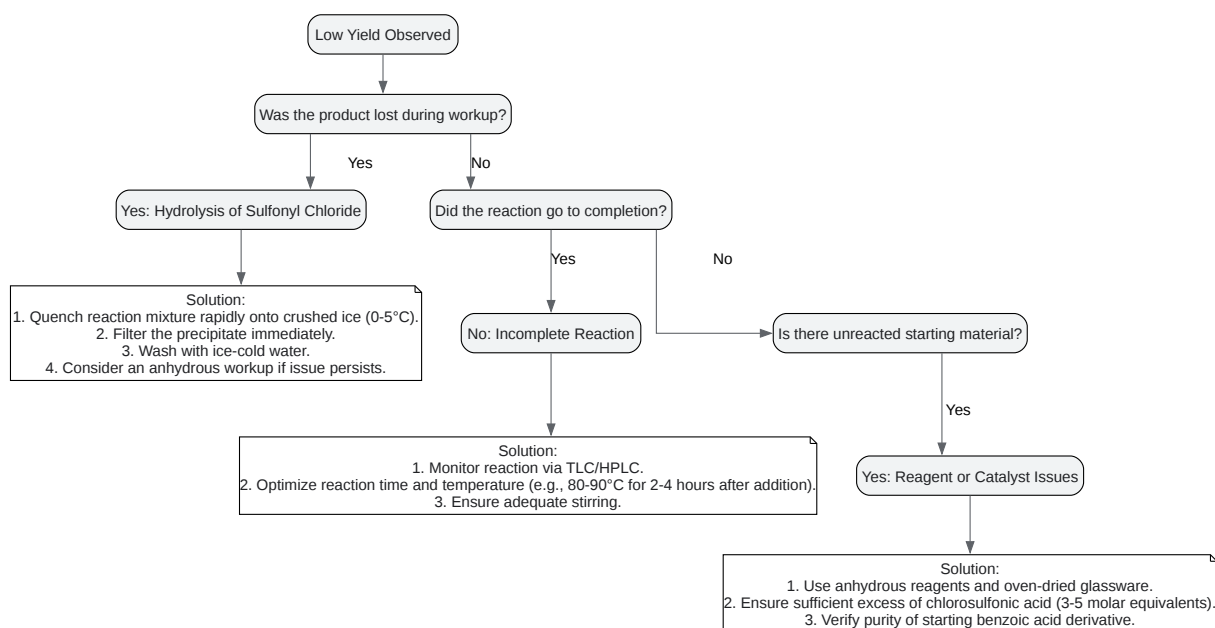 Low Yield Observed
Was the product lost during workup?
Yes
No
Yes: Hydrolysis of Sulfonyl Chloride
Did the reaction go to completion?
Yes
No
Solution:
1. Quench reaction mixture rapidly onto crushed ice (0-5°C).
2. Filter the precipitate immediately.
3. Wash with ice-cold water.
4. Consider an anhydrous workup if issue persists.
No: Incomplete Reaction
Is there unreacted starting material?
Yes
Solution:
1. Monitor reaction via TLC/HPLC.
2. Optimize reaction time and temperature (e.g., 80-90°C for 2-4 hours after addition).
3. Ensure adequate stirring.
Yes: Reagent or Catalyst Issues
Solution:
1. Use anhydrous reagents and oven-dried glassware.
2. Ensure sufficient excess of chlorosulfonic acid (3-5 molar equivalents).
3. Verify purity of starting benzoic acid derivative.